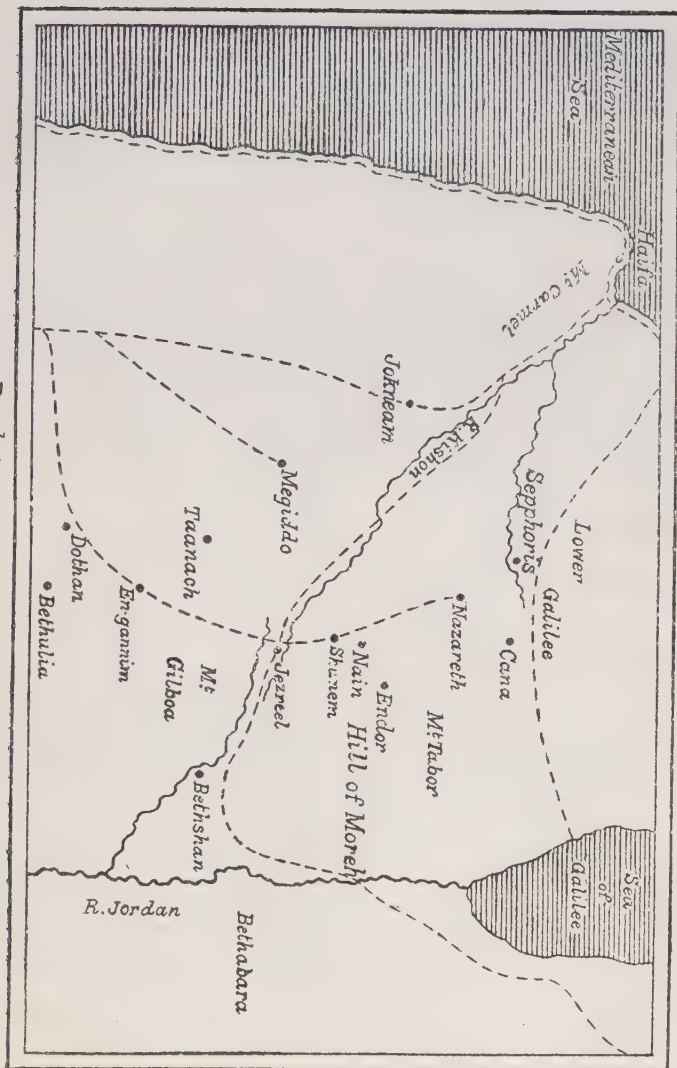 Mediterranean
Sea
Haifa
Mt Carmel
Jokneam
R. Kishon
Sepphoris
Lower
Galilee
Cana
Nazareth
Mt Tabor
Sea
of
Galilee
Megiddo
Taanach
Dothan
Bethulia
En-gannim
Mt
Gilboa
Jezreel
Shunem
Nain
Endor
Hill of Moreh
Bethshan
R. Jordan
Bethabara